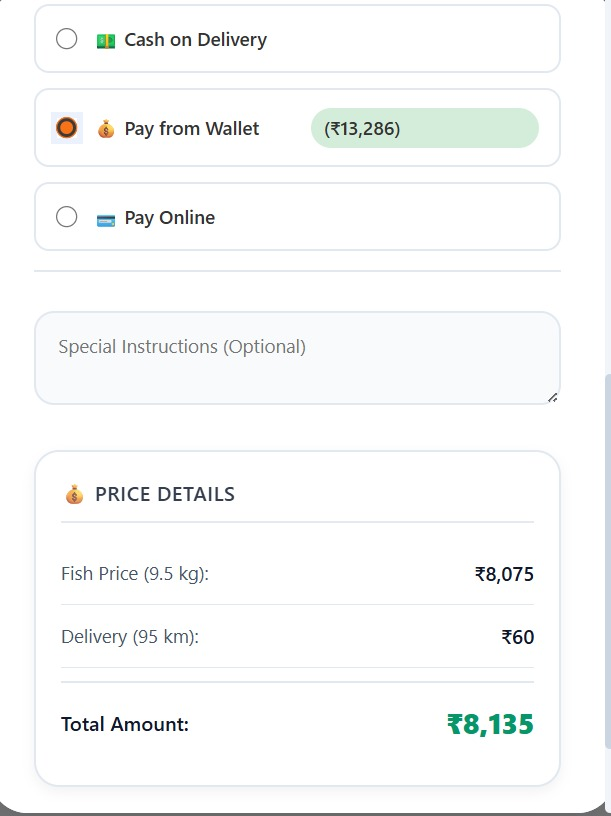 Cash on Delivery
Pay from Wallet (₹13,286)
Pay Online
Special Instructions (Optional)
PRICE DETAILS
Fish Price (9.5 kg): ₹8,075
Delivery (95 km): ₹60
Total Amount: ₹8,135